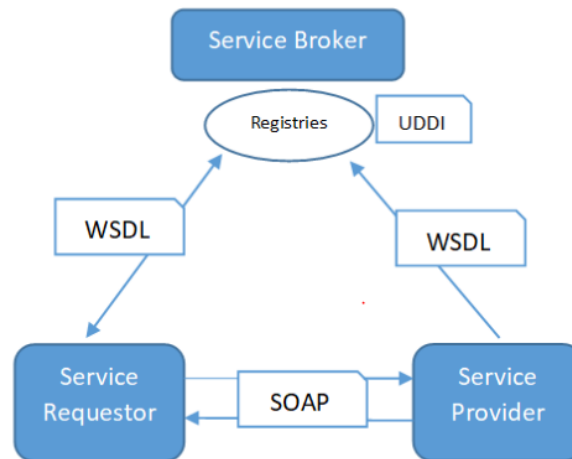 Service Broker
Registries
UDDI
WSDL
WSDL
Service
Requestor
SOAP
Service
Provider